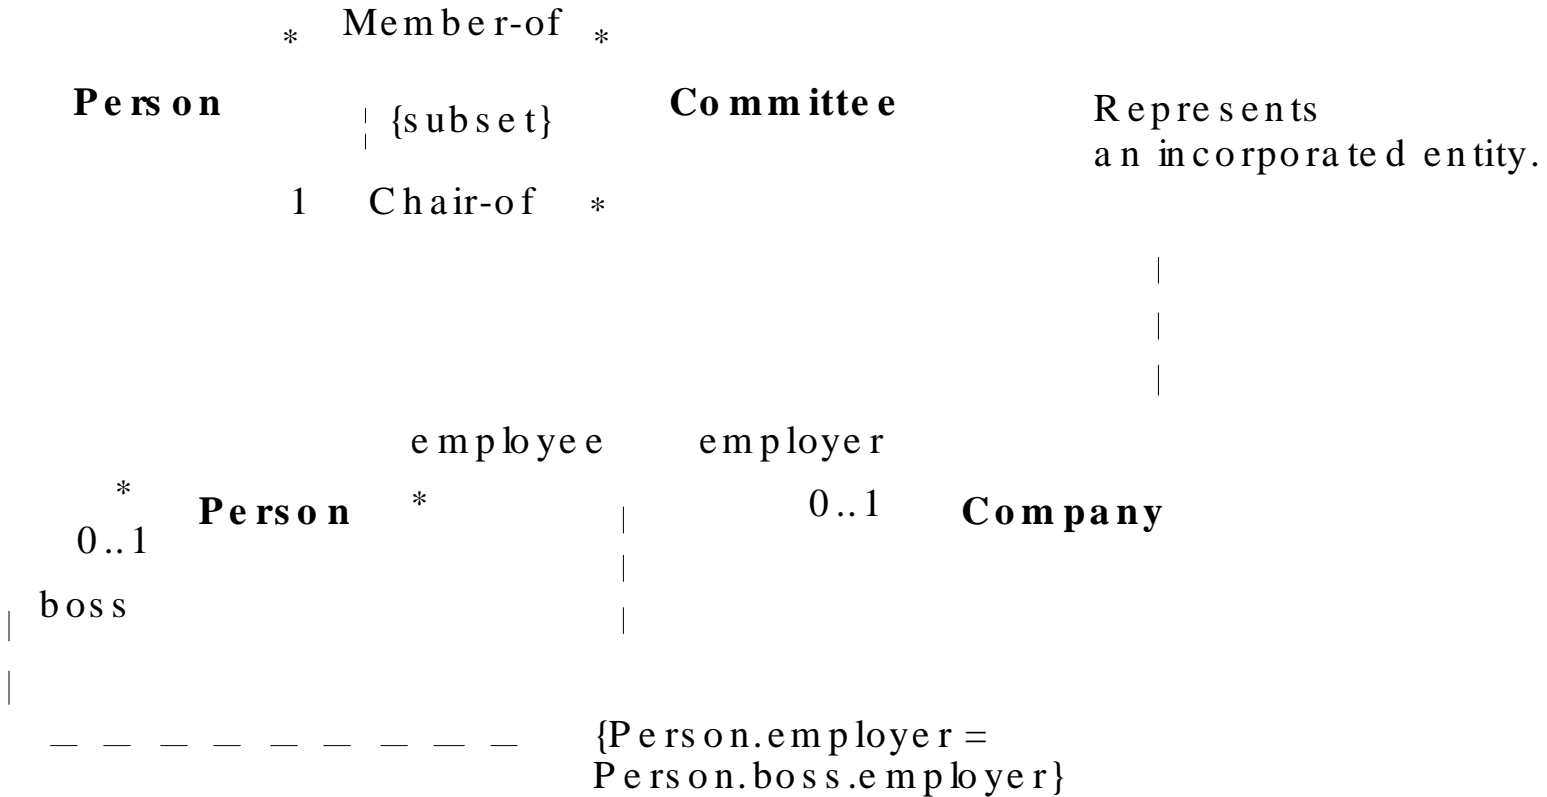 * Member-of *
Person {subset} Committee
1 Chair-of *
Represents
an incorporated entity.
employee employer
* Person * 0..1 Company
0..1
boss
{Person.employer =
Person.boss.employer}